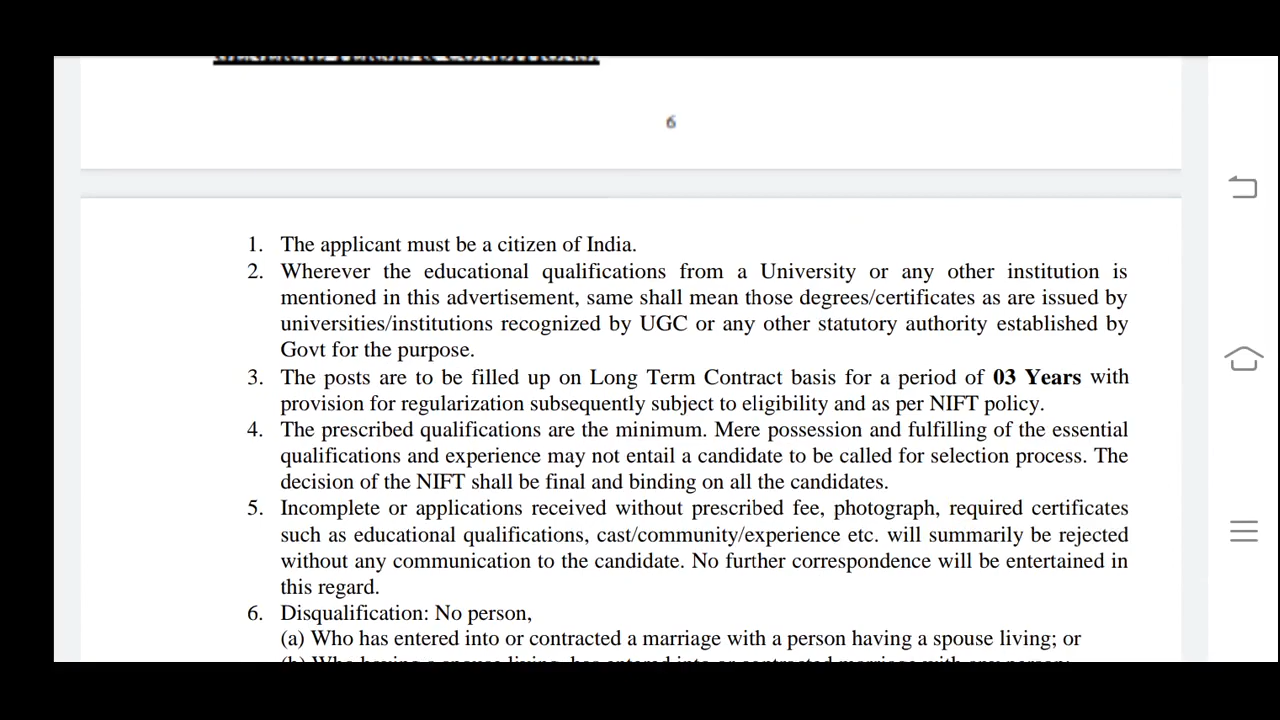 6
1. The applicant must be a citizen of India.
2. Wherever the educational qualifications from a University or any other institution is
mentioned in this advertisement, same shall mean those degrees/certificates as are issued by
universities/institutions recognized by UGC or any other statutory authority established by
Govt for the purpose.
3. The posts are to be filled up on Long Term Contract basis for a period of 03 Years with
provision for regularization subsequently subject to eligibility and as per NIFT policy.
4. The prescribed qualifications are the minimum. Mere possession and fulfilling of the essential
qualifications and experience may not entail a candidate to be called for selection process. The
decision of the NIFT shall be final and binding on all the candidates.
5. Incomplete or applications received without prescribed fee, photograph, required certificates
such as educational qualifications, cast/community/experience etc. will summarily be rejected
without any communication to the candidate. No further correspondence will be entertained in
this regard.
6. Disqualification: No person,
(a) Who has entered into or contracted a marriage with a person having a spouse living; or